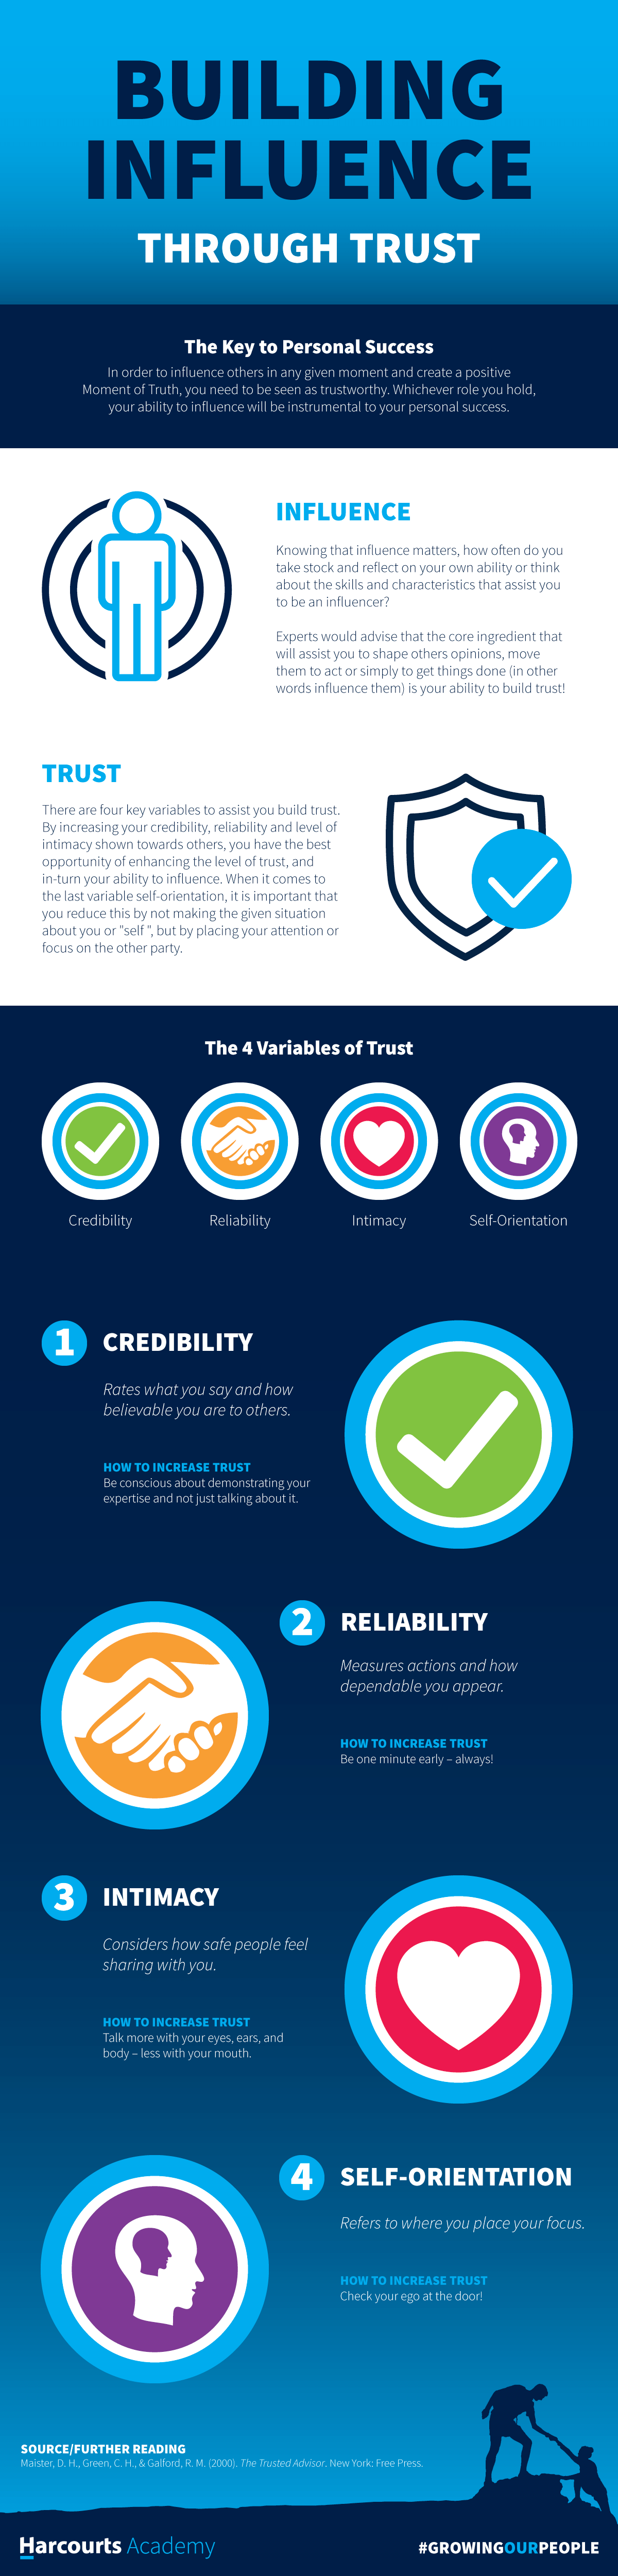 BUILDING
INFLUENCE
THROUGH TRUST
The Key to Personal Success
In order to influence others in any given moment and create a positive
Moment of Truth, you need to be seen as trustworthy. Whichever role you hold,
your ability to influence will be instrumental to your personal success.
INFLUENCE
Knowing that influence matters, how often do you
take stock and reflect on your own ability or think
about the skills and characteristics that assist you
to be an influencer?
Experts would advise that the core ingredient that
will assist you to shape others opinions, move
them to act or simply to get things done (in other
words influence them) is your ability to build trust!
TRUST
There are four key variables to assist you build trust.
By increasing your credibility, reliability and level of
intimacy shown towards others, you have the best
opportunity of enhancing the level of trust, and
in-turn your ability to influence. When it comes to
the last variable self-orientation, it is important that
you reduce this by not making the given situation
about you or "self ", but by placing your attention or
focus on the other party.
The 4 Variables of Trust
Credibility
Reliability
Intimacy
Self-Orientation
1 CREDIBILITY
Rates what you say and how
believable you are to others.
HOW TO INCREASE TRUST
Be conscious about demonstrating your
expertise and not just talking about it.
2 RELIABILITY
Measures actions and how
dependable you appear.
HOW TO INCREASE TRUST
Be one minute early – always!
3 INTIMACY
Considers how safe people feel
sharing with you.
HOW TO INCREASE TRUST
Talk more with your eyes, ears, and
body – less with your mouth.
4 SELF-ORIENTATION
Refers to where you place your focus.
HOW TO INCREASE TRUST
Check your ego at the door!
SOURCE/FURTHER READING
Maister, D. H., Green, C. H., & Galford, R. M. (2000). The Trusted Advisor. New York: Free Press.
Harcourts Academy
#GROWINGOURPEOPLE